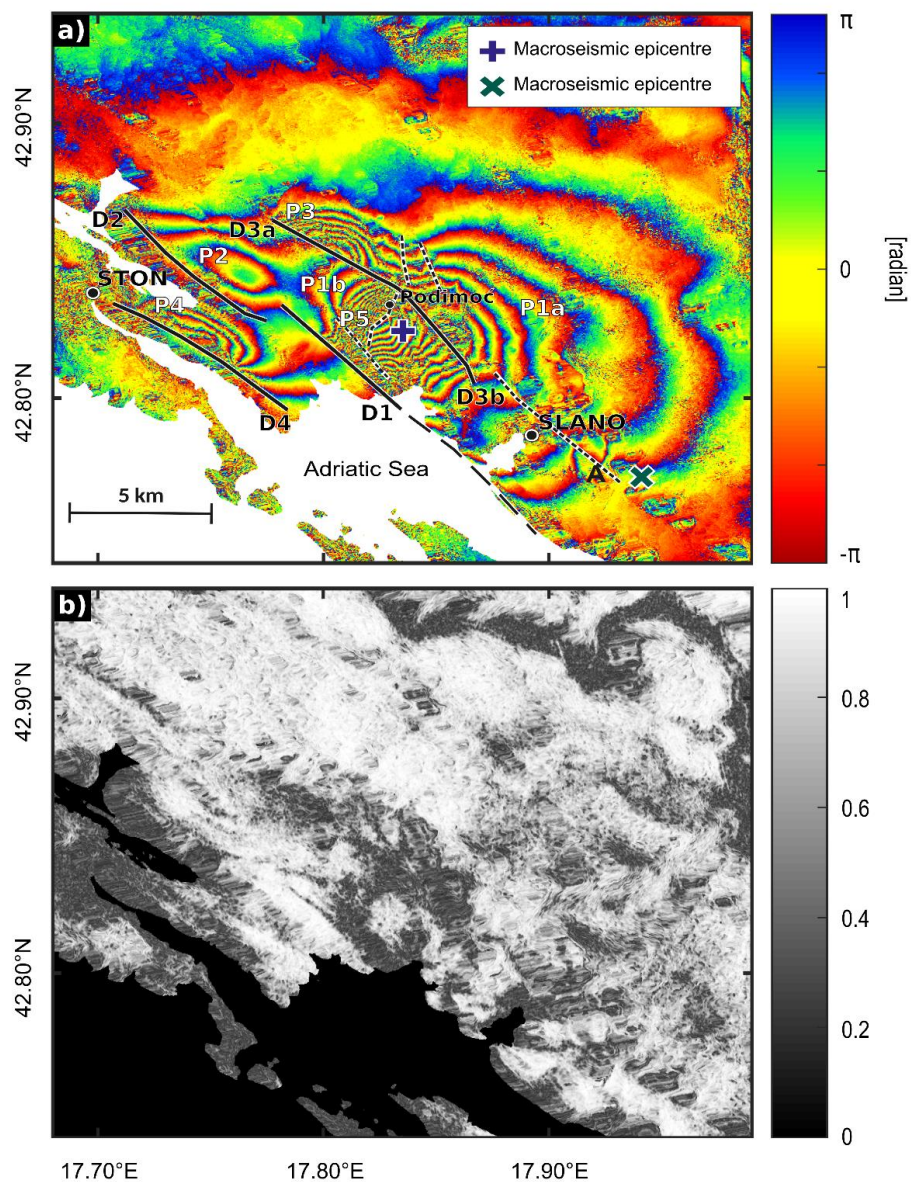 a)
Macroseismic epicentre
Macroseismic epicentre
π
0
-π
[radian]
42.90°N
42.80°N
D2
D3a
P3
P2
STON
P1b
Podimoc
P4
P5
P1a
D3b
D4
D1
SLANO
A
Adriatic Sea
5 km
b)
1
0.8
0.6
0.4
0.2
0
42.90°N
42.80°N
17.70°E
17.80°E
17.90°E